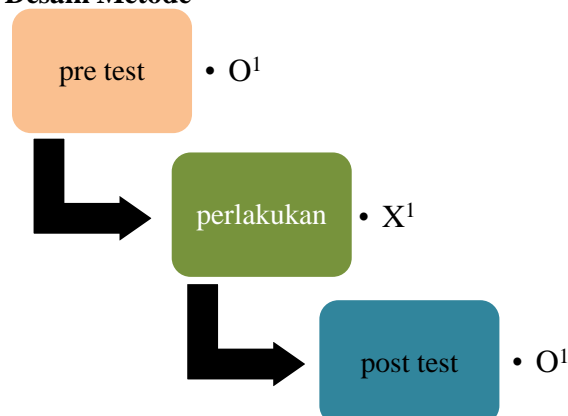 Desain Metode
pre test
• O¹
perlakukan
• X¹
post test
• O¹